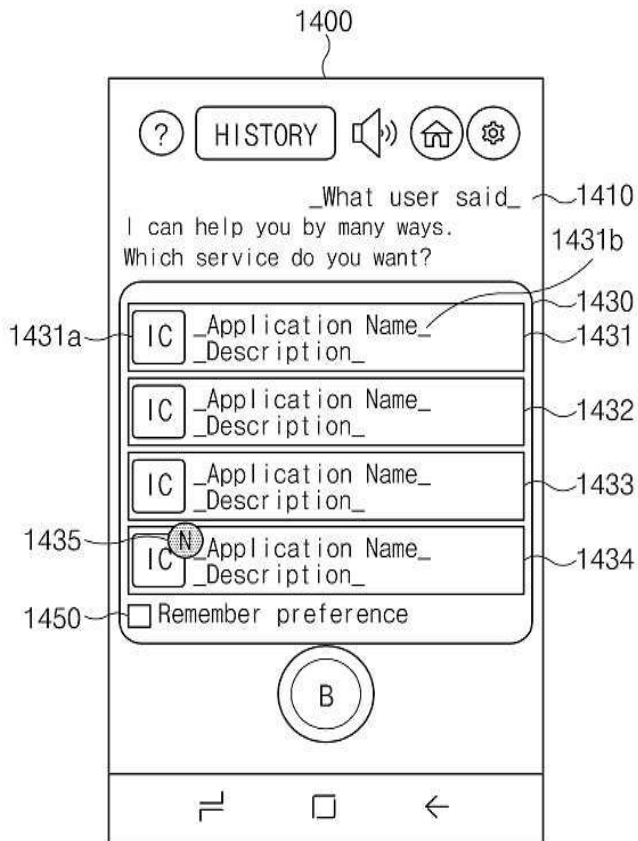 1400
? HISTORY
_What user said_ 1410
I can help you by many ways.
1431b
Which service do you want?
1430
1431a IC _Application Name_ 1431
_Description_
IC _Application Name_ 1432
_Description_
IC _Application Name_ 1433
_Description_
1435 N
IC _Application Name_ 1434
_Description_
1450 Remember preference
B